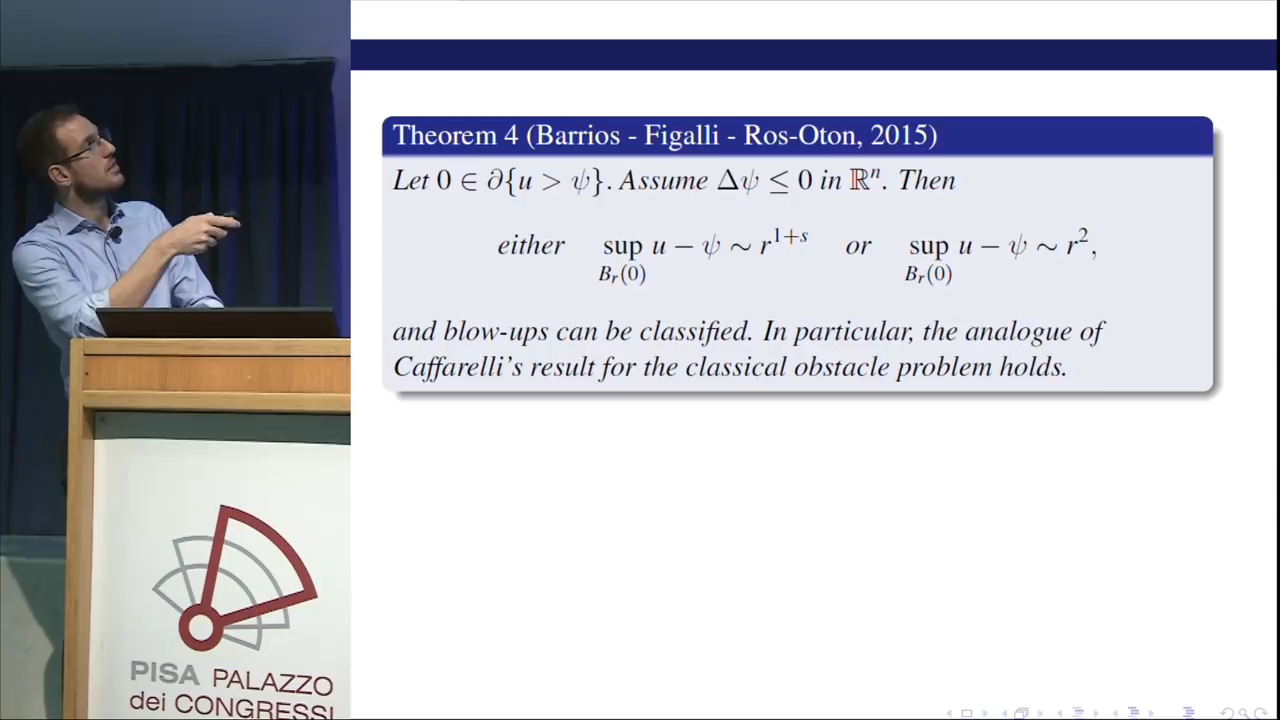 Theorem 4 (Barrios - Figalli - Ros-Oton, 2015)
Let 0 ∈ ∂{u > ψ}. Assume Δψ ≤ 0 in ℝⁿ. Then
either sup u − ψ ∼ r^{1+s} or sup u − ψ ∼ r²,
B_r(0) B_r(0)
and blow-ups can be classified. In particular, the analogue of
Caffarelli's result for the classical obstacle problem holds.
PISA PALAZZO
dei CONGRESSI